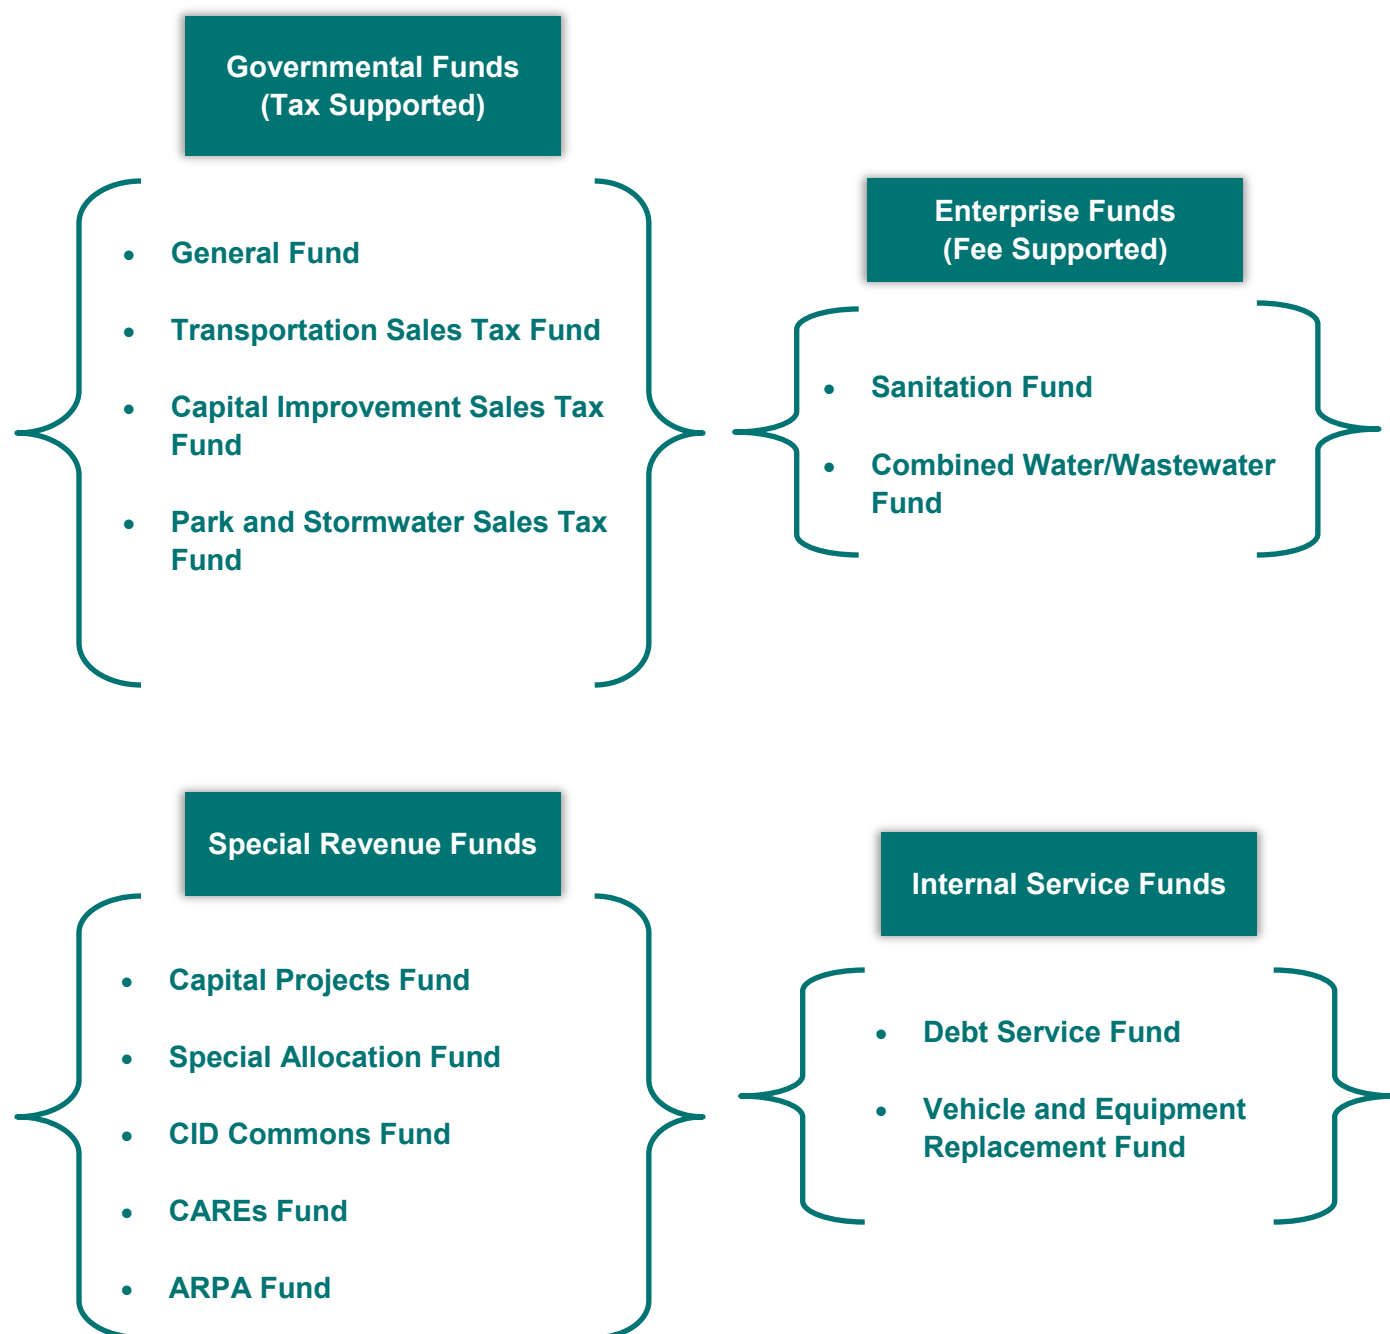 Governmental Funds
(Tax Supported)
• General Fund
• Transportation Sales Tax Fund
• Capital Improvement Sales Tax
Fund
• Park and Stormwater Sales Tax
Fund
Enterprise Funds
(Fee Supported)
• Sanitation Fund
• Combined Water/Wastewater
Fund
Special Revenue Funds
• Capital Projects Fund
• Special Allocation Fund
• CID Commons Fund
• CAREs Fund
• ARPA Fund
Internal Service Funds
• Debt Service Fund
• Vehicle and Equipment
Replacement Fund